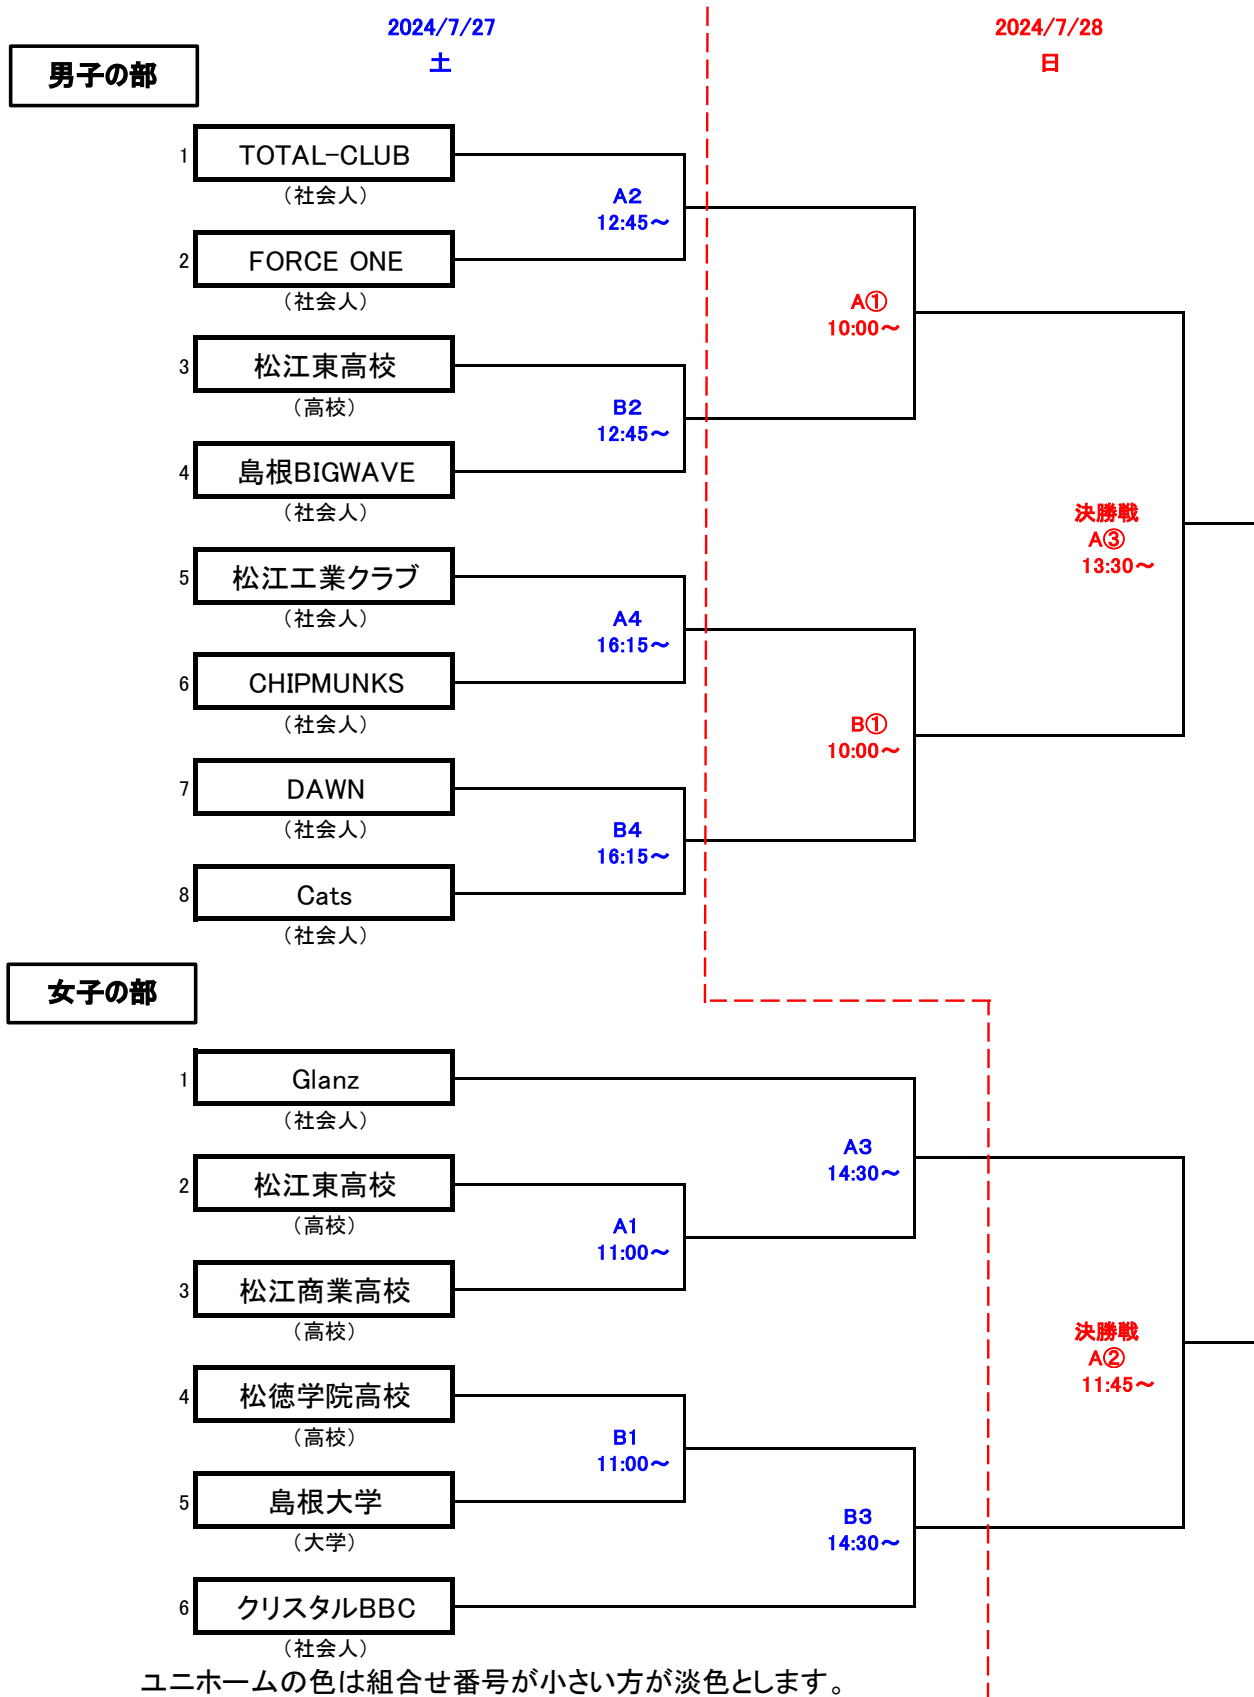 2024/7/27
土
2024/7/28
日
男子の部
1 TOTAL-CLUB
（社会人）
A2
12:45～
2 FORCE ONE
（社会人）
A①
10:00～
3 松江東高校
（高校）
B2
12:45～
4 島根BIGWAVE
（社会人）
決勝戦
A③
13:30～
5 松江工業クラブ
（社会人）
A4
16:15～
6 CHIPMUNKS
（社会人）
B①
10:00～
7 DAWN
（社会人）
B4
16:15～
8 Cats
（社会人）
女子の部
1 Glanz
（社会人）
A3
14:30～
2 松江東高校
（高校）
A1
11:00～
3 松江商業高校
（高校）
決勝戦
A②
11:45～
4 松徳学院高校
（高校）
B1
11:00～
5 島根大学
（大学）
B3
14:30～
6 クリスタルBBC
（社会人）
ユニホームの色は組合せ番号が小さい方が淡色とします。